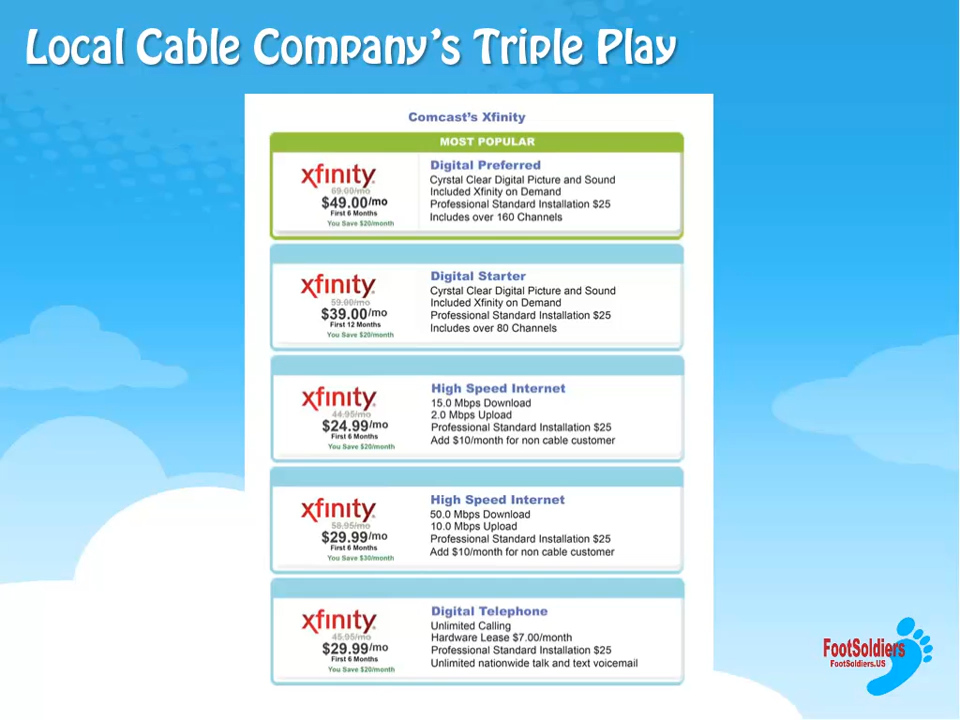 Local Cable Company's Triple Play
Comcast's Xfinity
MOST POPULAR
xfinity
69.00/mo
$49.00/mo
First 6 Months
You Save $20/month
Digital Preferred
Cyrstal Clear Digital Picture and Sound
Included Xfinity on Demand
Professional Standard Installation $25
Includes over 160 Channels
xfinity
59.00/mo
$39.00/mo
First 12 Months
You Save $20/month
Digital Starter
Cyrstal Clear Digital Picture and Sound
Included Xfinity on Demand
Professional Standard Installation $25
Includes over 80 Channels
xfinity
44.95/mo
$24.99/mo
First 6 Months
You Save $20/month
High Speed Internet
15.0 Mbps Download
2.0 Mbps Upload
Professional Standard Installation $25
Add $10/month for non cable customer
xfinity
58.95/mo
$29.99/mo
First 6 Months
You Save $30/month
High Speed Internet
50.0 Mbps Download
10.0 Mbps Upload
Professional Standard Installation $25
Add $10/month for non cable customer
xfinity
45.95/mo
$29.99/mo
First 6 Months
You Save $20/month
Digital Telephone
Unlimited Calling
Hardware Lease $7.00/month
Professional Standard Installation $25
Unlimited nationwide talk and text voicemail
FootSoldiers
FootSoldiers.US